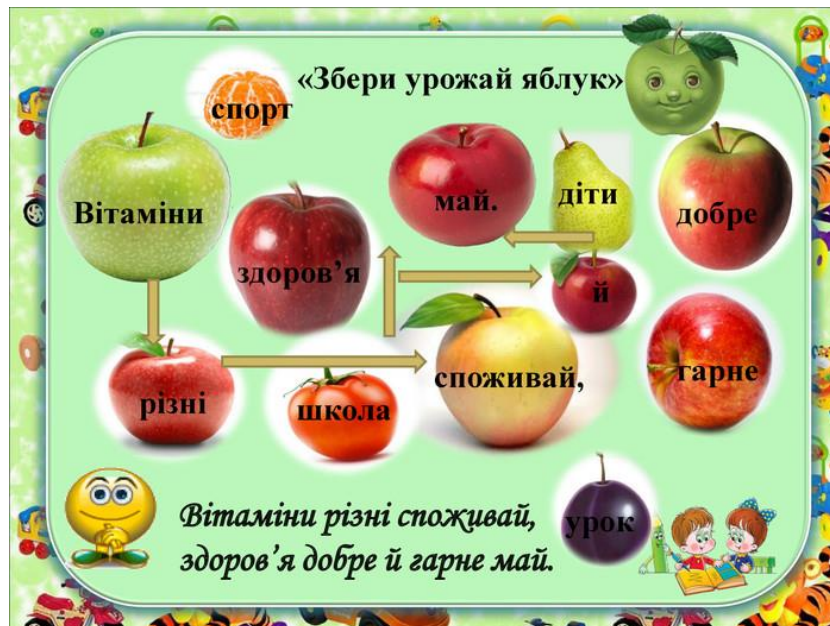 «Збери урожай яблук»
спорт
Вітаміни
май.
діти
добре
здоров’я
й
різні
школа
споживай,
гарне
урок
Вітаміни різні споживай,
здоров’я добре й гарне май.